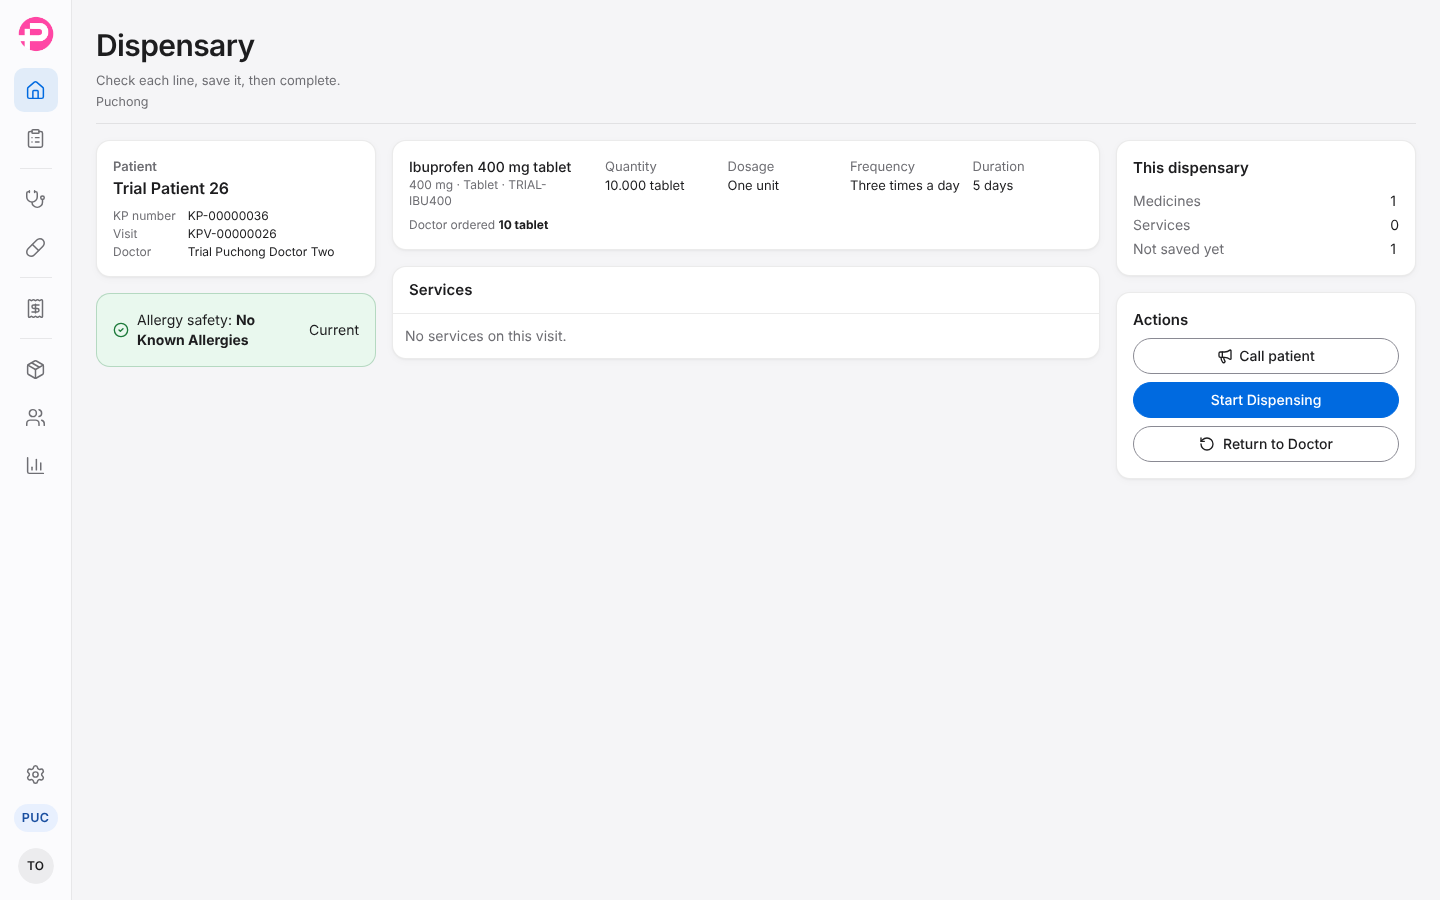 Dispensary
Check each line, save it, then complete.
Puchong
Patient
Trial Patient 26
KP number KP-00000036
Visit KPV-00000026
Doctor Trial Puchong Doctor Two
Allergy safety: No
Known Allergies
Current
Ibuprofen 400 mg tablet
400 mg · Tablet · TRIAL-
IBU400
Doctor ordered 10 tablet
Quantity
10.000 tablet
Dosage
One unit
Frequency
Three times a day
Duration
5 days
Services
No services on this visit.
This dispensary
Medicines 1
Services 0
Not saved yet 1
Actions
Call patient
Start Dispensing
Return to Doctor
PUC
TO